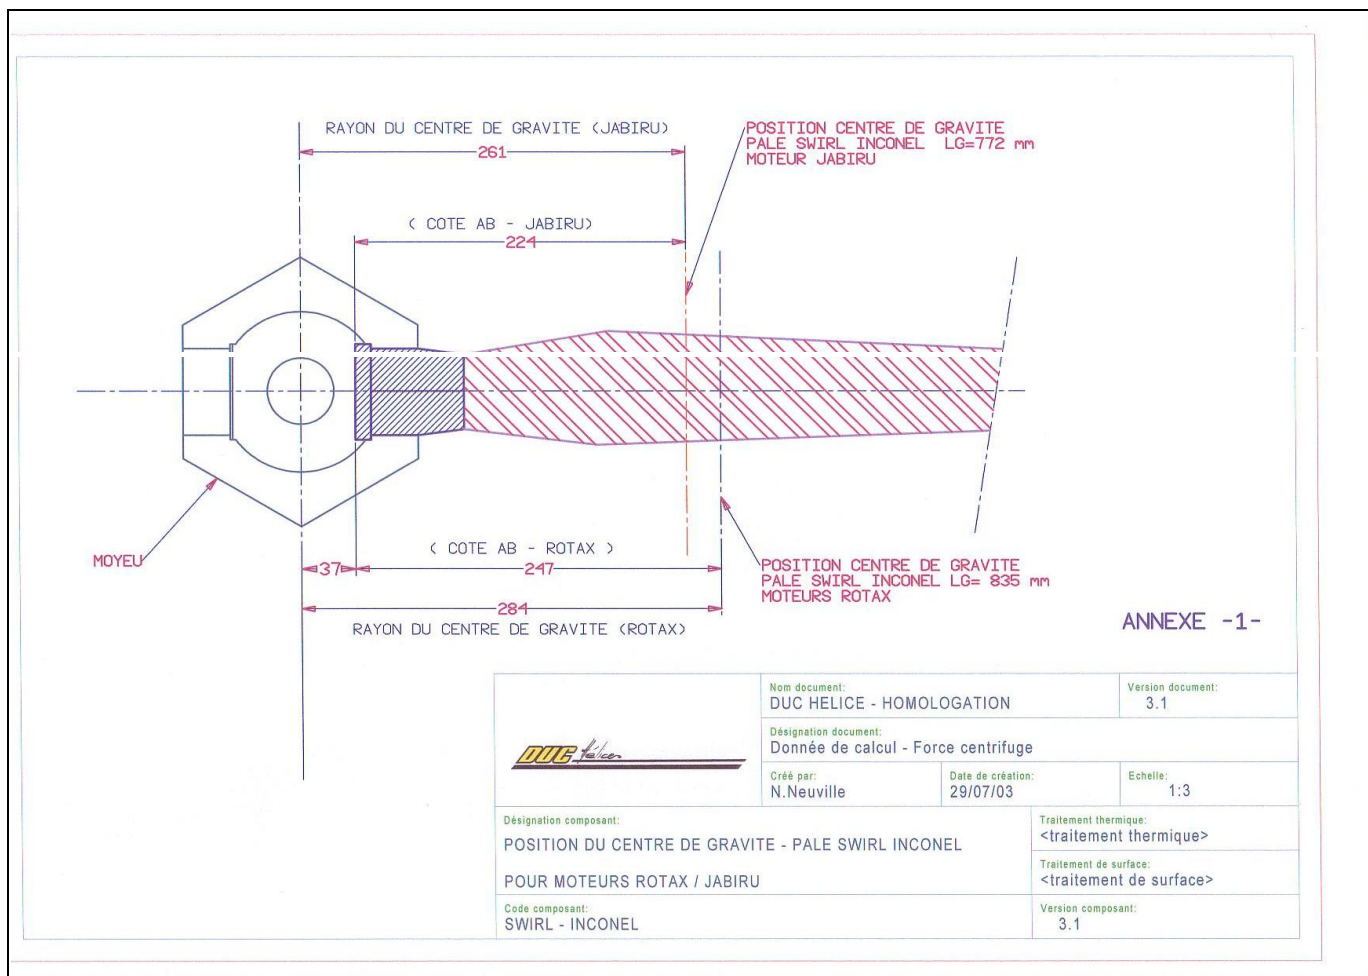 RAYON DU CENTRE DE GRAVITE (JABIRU)
261
POSITION CENTRE DE GRAVITE
PALE SWIRL INCONEL LG=772 mm
MOTEUR JABIRU
( COTE AB - JABIRU)
224
MOYEU
( COTE AB - ROTAX )
37
247
284
RAYON DU CENTRE DE GRAVITE (ROTAX)
POSITION CENTRE DE GRAVITE
PALE SWIRL INCONEL LG= 835 mm
MOTEURS ROTAX
ANNEXE -1-
DUC Hélices
Nom document:
DUC HELICE - HOMOLOGATION
Version document:
3.1
Désignation document:
Donnée de calcul - Force centrifuge
Créé par:
N.Neuville
Date de création:
29/07/03
Echelle:
1:3
Désignation composant:
POSITION DU CENTRE DE GRAVITE - PALE SWIRL INCONEL
POUR MOTEURS ROTAX / JABIRU
Traitement thermique:
<traitement thermique>
Traitement de surface:
<traitement de surface>
Code composant:
SWIRL - INCONEL
Version composant:
3.1